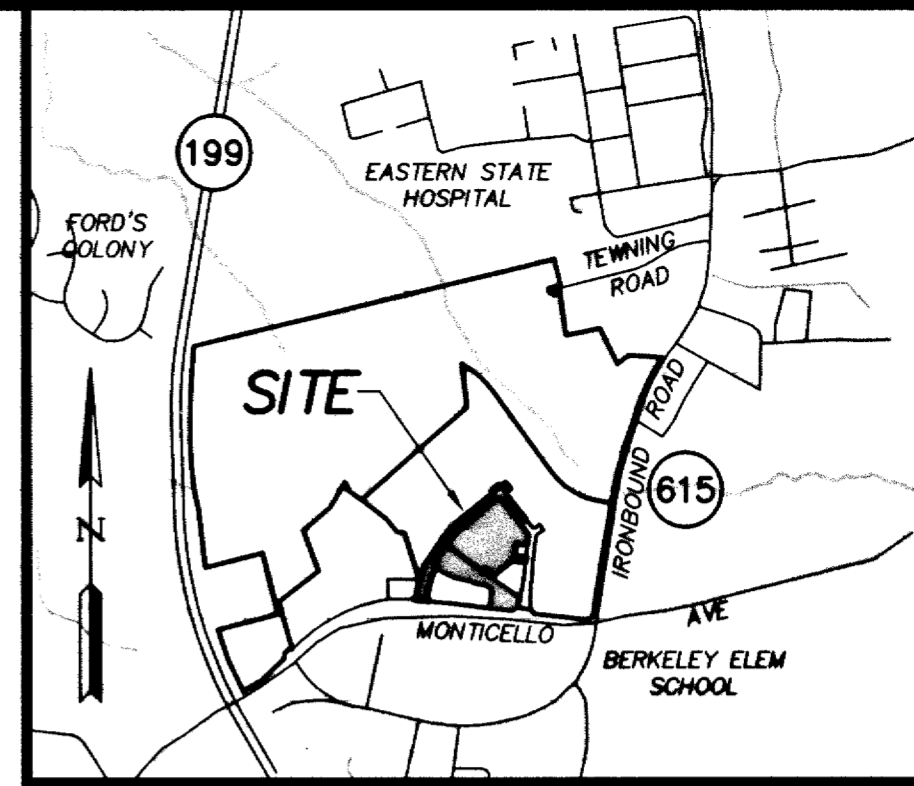 199
EASTERN STATE
HOSPITAL
FORD'S
COLONY
TEWNING
ROAD
SITE
ROAD
615
IRONBOUND
N
MONTICELLO
AVE
BERKELEY ELEM
SCHOOL